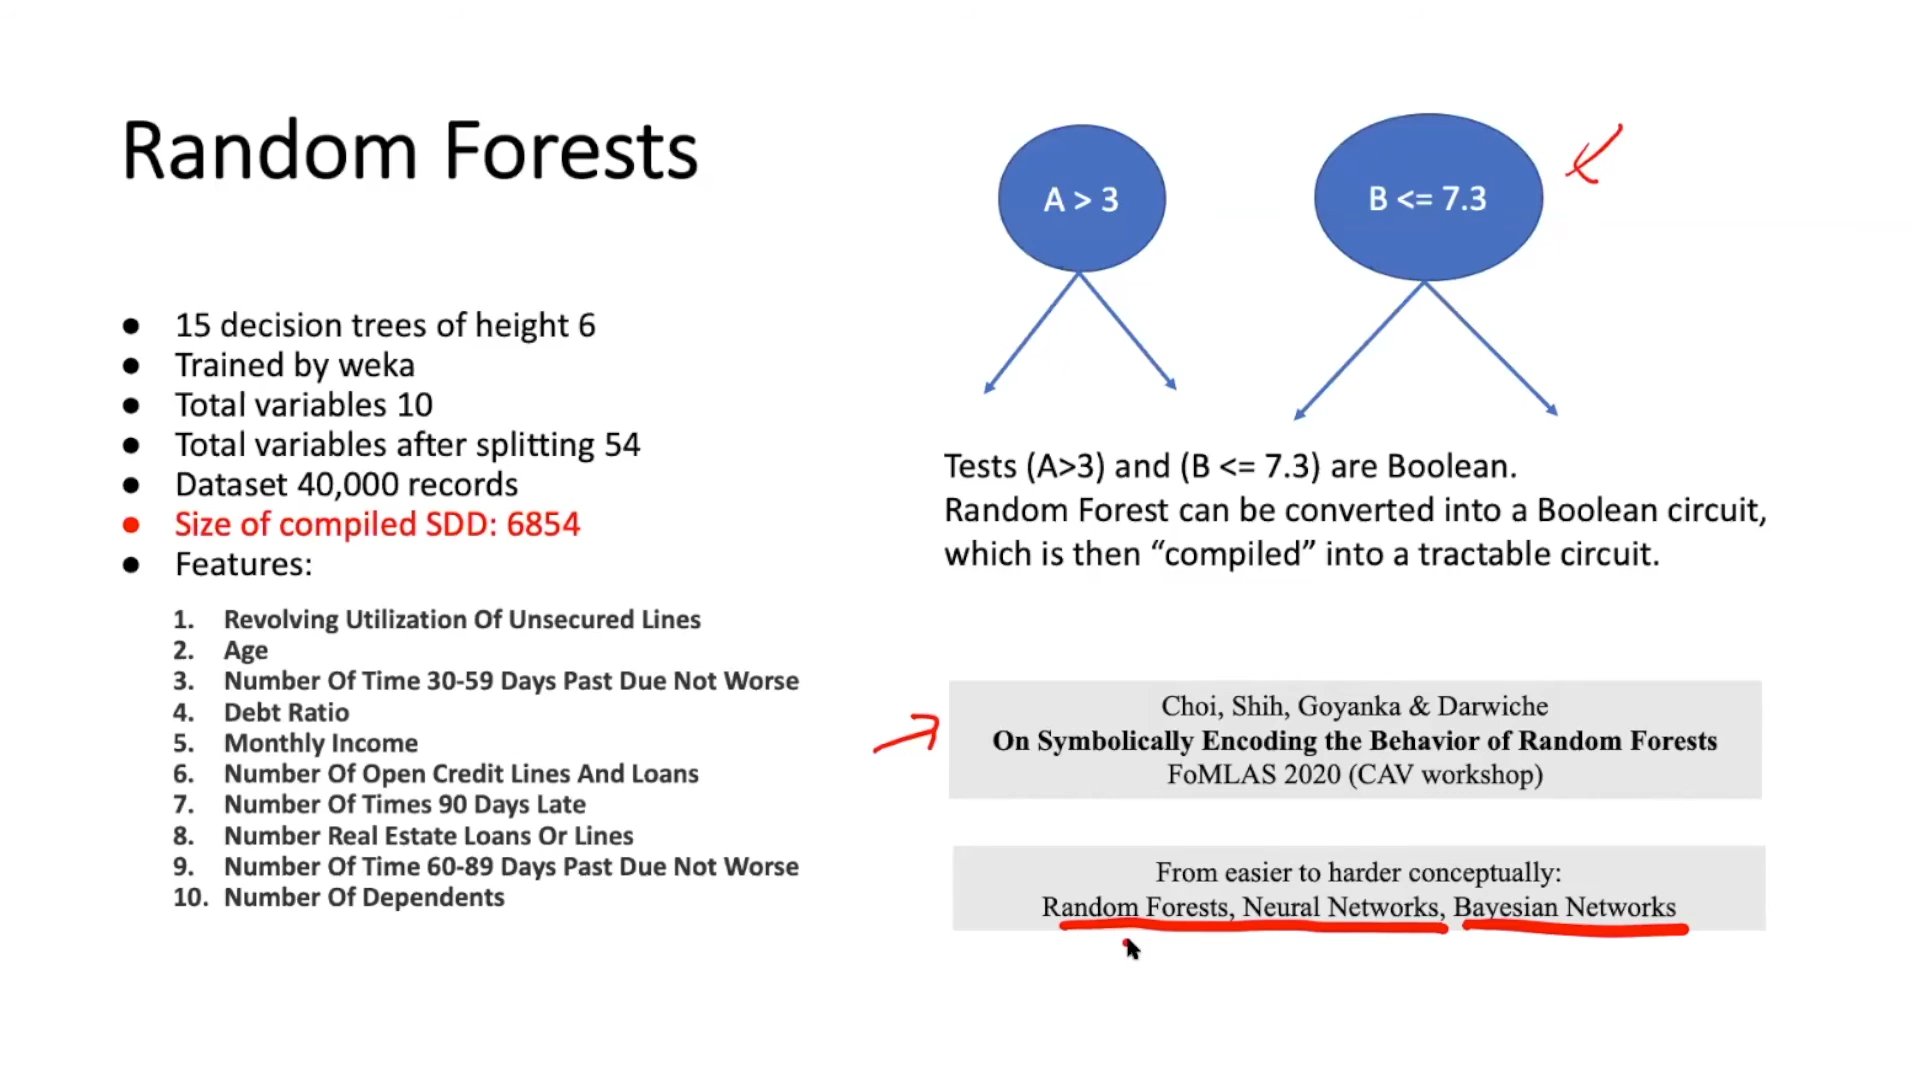 Random Forests
● 15 decision trees of height 6
● Trained by weka
● Total variables 10
● Total variables after splitting 54
● Dataset 40,000 records
● Size of compiled SDD: 6854
● Features:
1. Revolving Utilization Of Unsecured Lines
2. Age
3. Number Of Time 30-59 Days Past Due Not Worse
4. Debt Ratio
5. Monthly Income
6. Number Of Open Credit Lines And Loans
7. Number Of Times 90 Days Late
8. Number Real Estate Loans Or Lines
9. Number Of Time 60-89 Days Past Due Not Worse
10. Number Of Dependents
A > 3
B <= 7.3
Tests (A>3) and (B <= 7.3) are Boolean.
Random Forest can be converted into a Boolean circuit,
which is then “compiled” into a tractable circuit.
Choi, Shih, Goyanka & Darwiche
On Symbolically Encoding the Behavior of Random Forests
FoMLAS 2020 (CAV workshop)
From easier to harder conceptually:
Random Forests, Neural Networks, Bayesian Networks